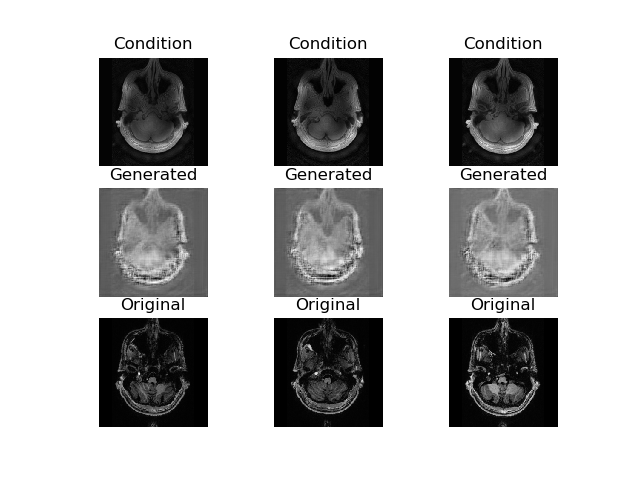 Condition Condition Condition
Generated Generated Generated
Original Original Original